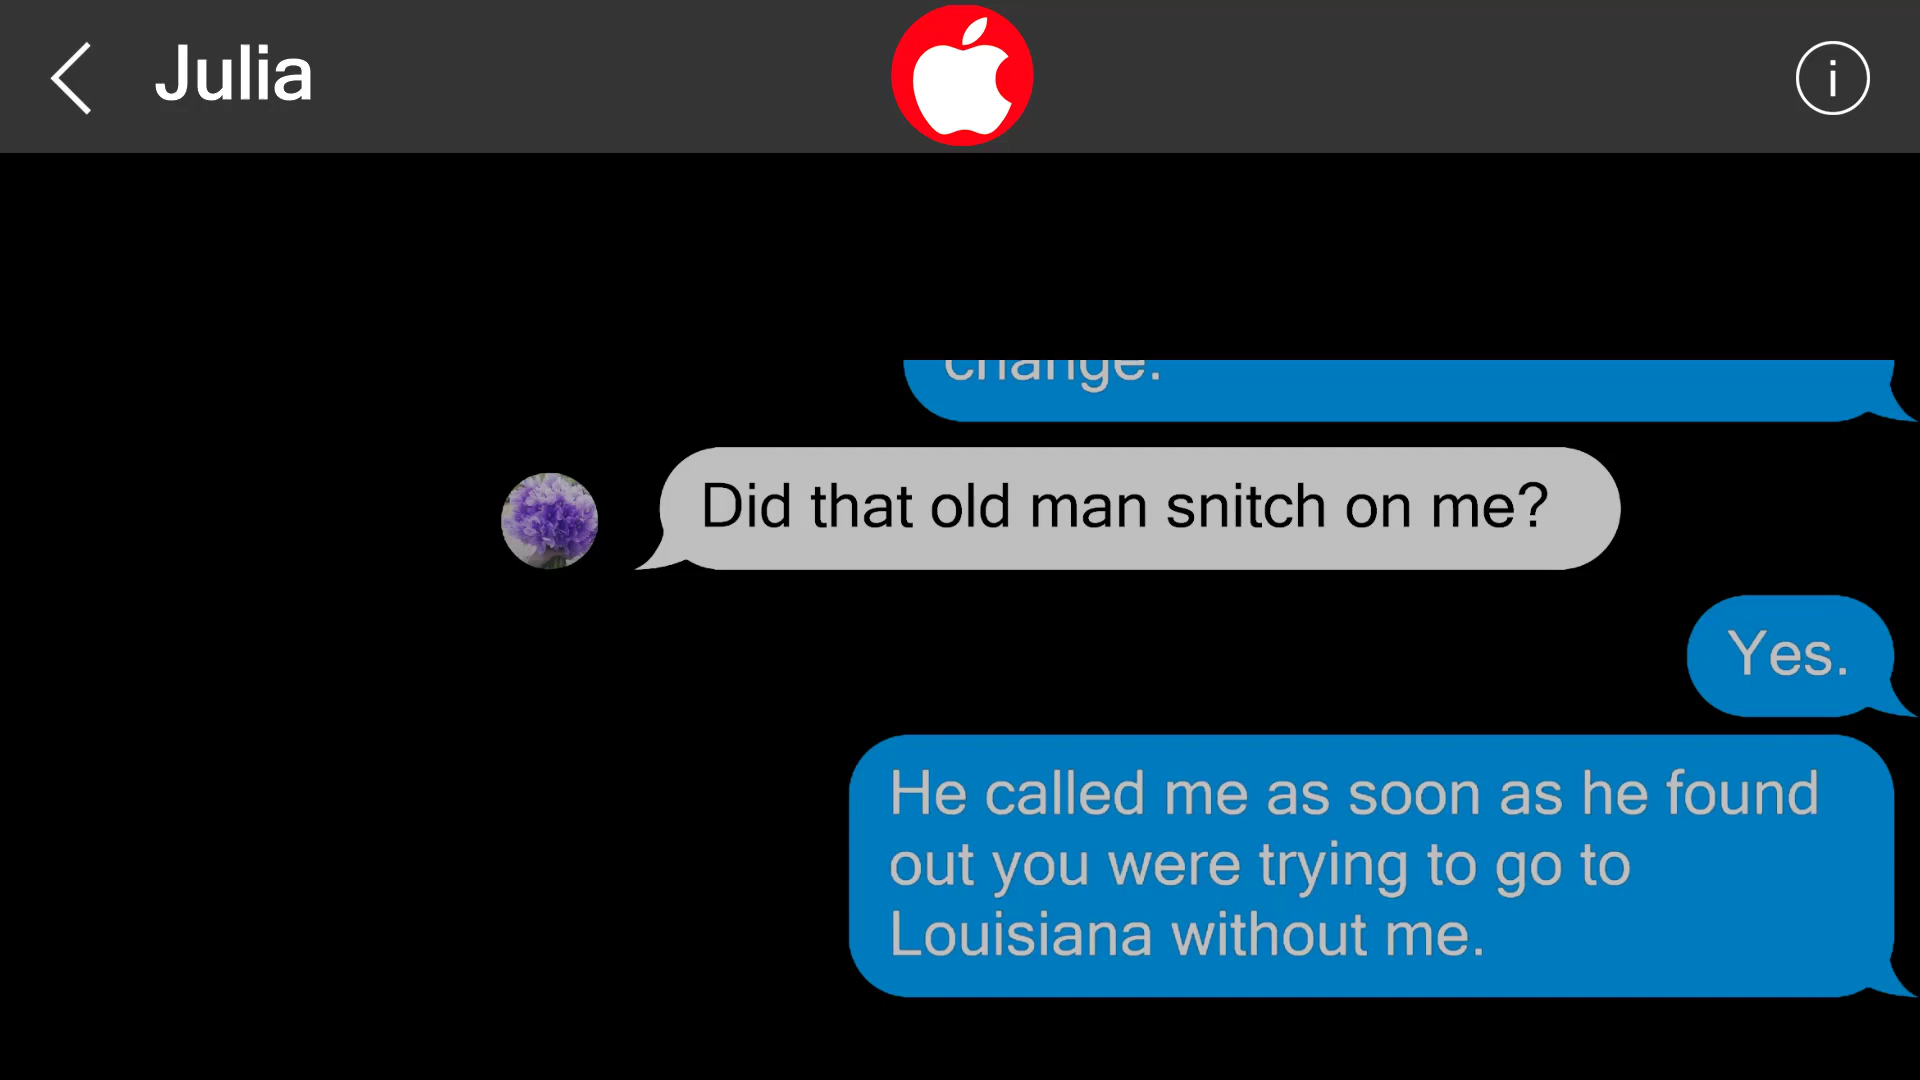 Julia
i
change.
Did that old man snitch on me?
Yes.
He called me as soon as he found
out you were trying to go to
Louisiana without me.